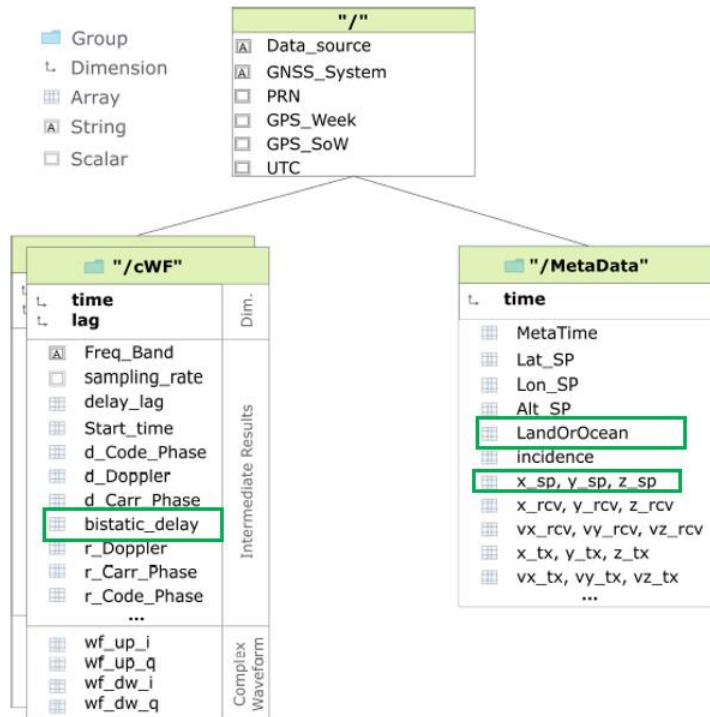 Group
Dimension
Array
A String
Scalar
"/"
A Data_source
A GNSS_System
PRN
GPS_Week
GPS_SoW
UTC
"/cWF"
time
lag
Dim.
A Freq_Band
sampling_rate
delay_lag
Start_time
d_Code_Phase
d_Doppler
d_Carr_Phase
bistatic_delay
r_Doppler
r_Carr_Phase
r_Code_Phase
...
Intermediate Results
wf_up_i
wf_up_q
wf_dw_i
wf_dw_q
Complex
Waveform
"/MetaData"
time
MetaTime
Lat_SP
Lon_SP
Alt_SP
LandOrOcean
incidence
x_sp, y_sp, z_sp
x_rcv, y_rcv, z_rcv
vx_rcv, vy_rcv, vz_rcv
x_tx, y_tx, z_tx
vx_tx, vy_tx, vz_tx
...